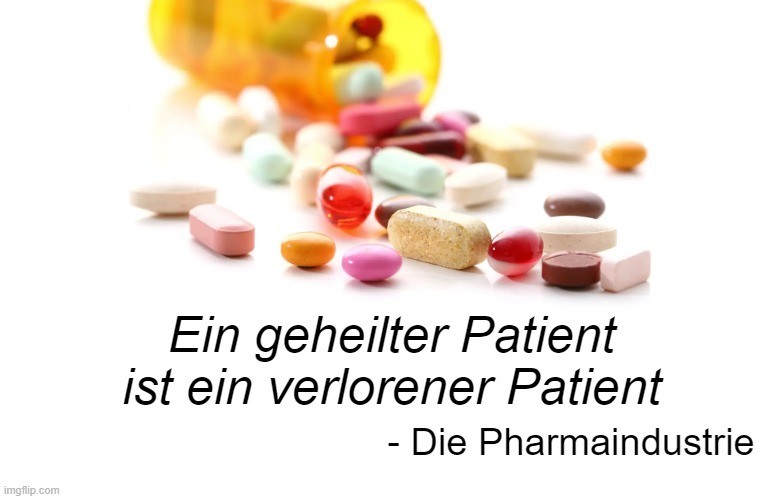 Ein geheilter Patient
ist ein verlorener Patient
- Die Pharmaindustrie
imgflip.com